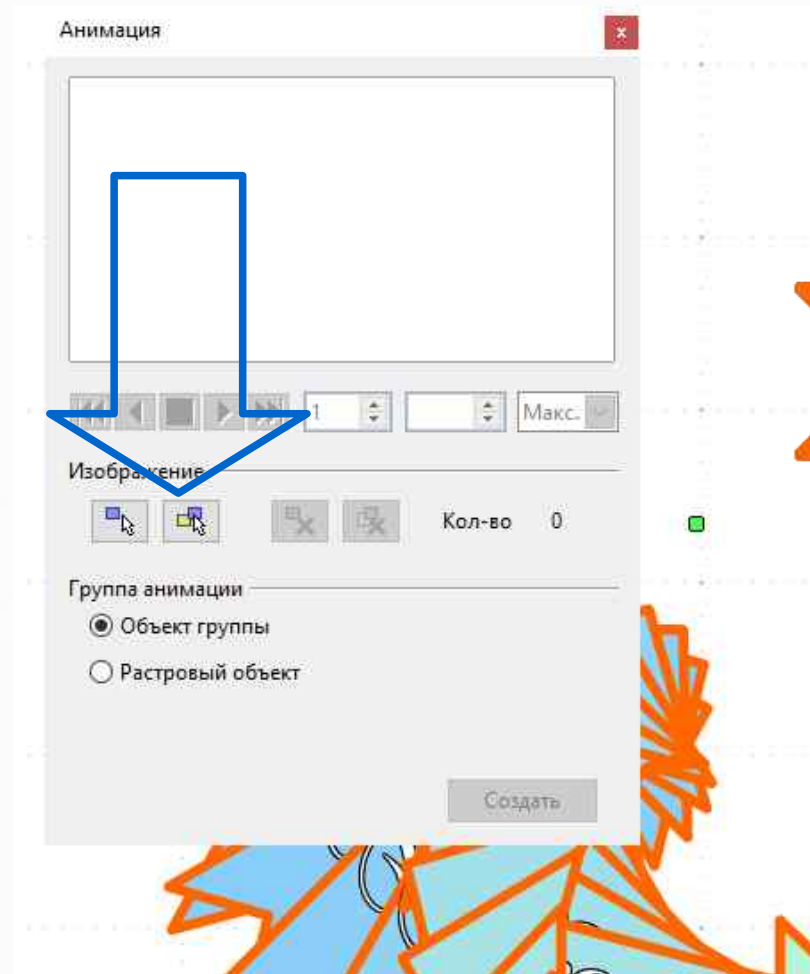 Анимация
1 Макс.
Изображение
Кол-во 0
Группа анимации
Объект группы
Растровый объект
Создать